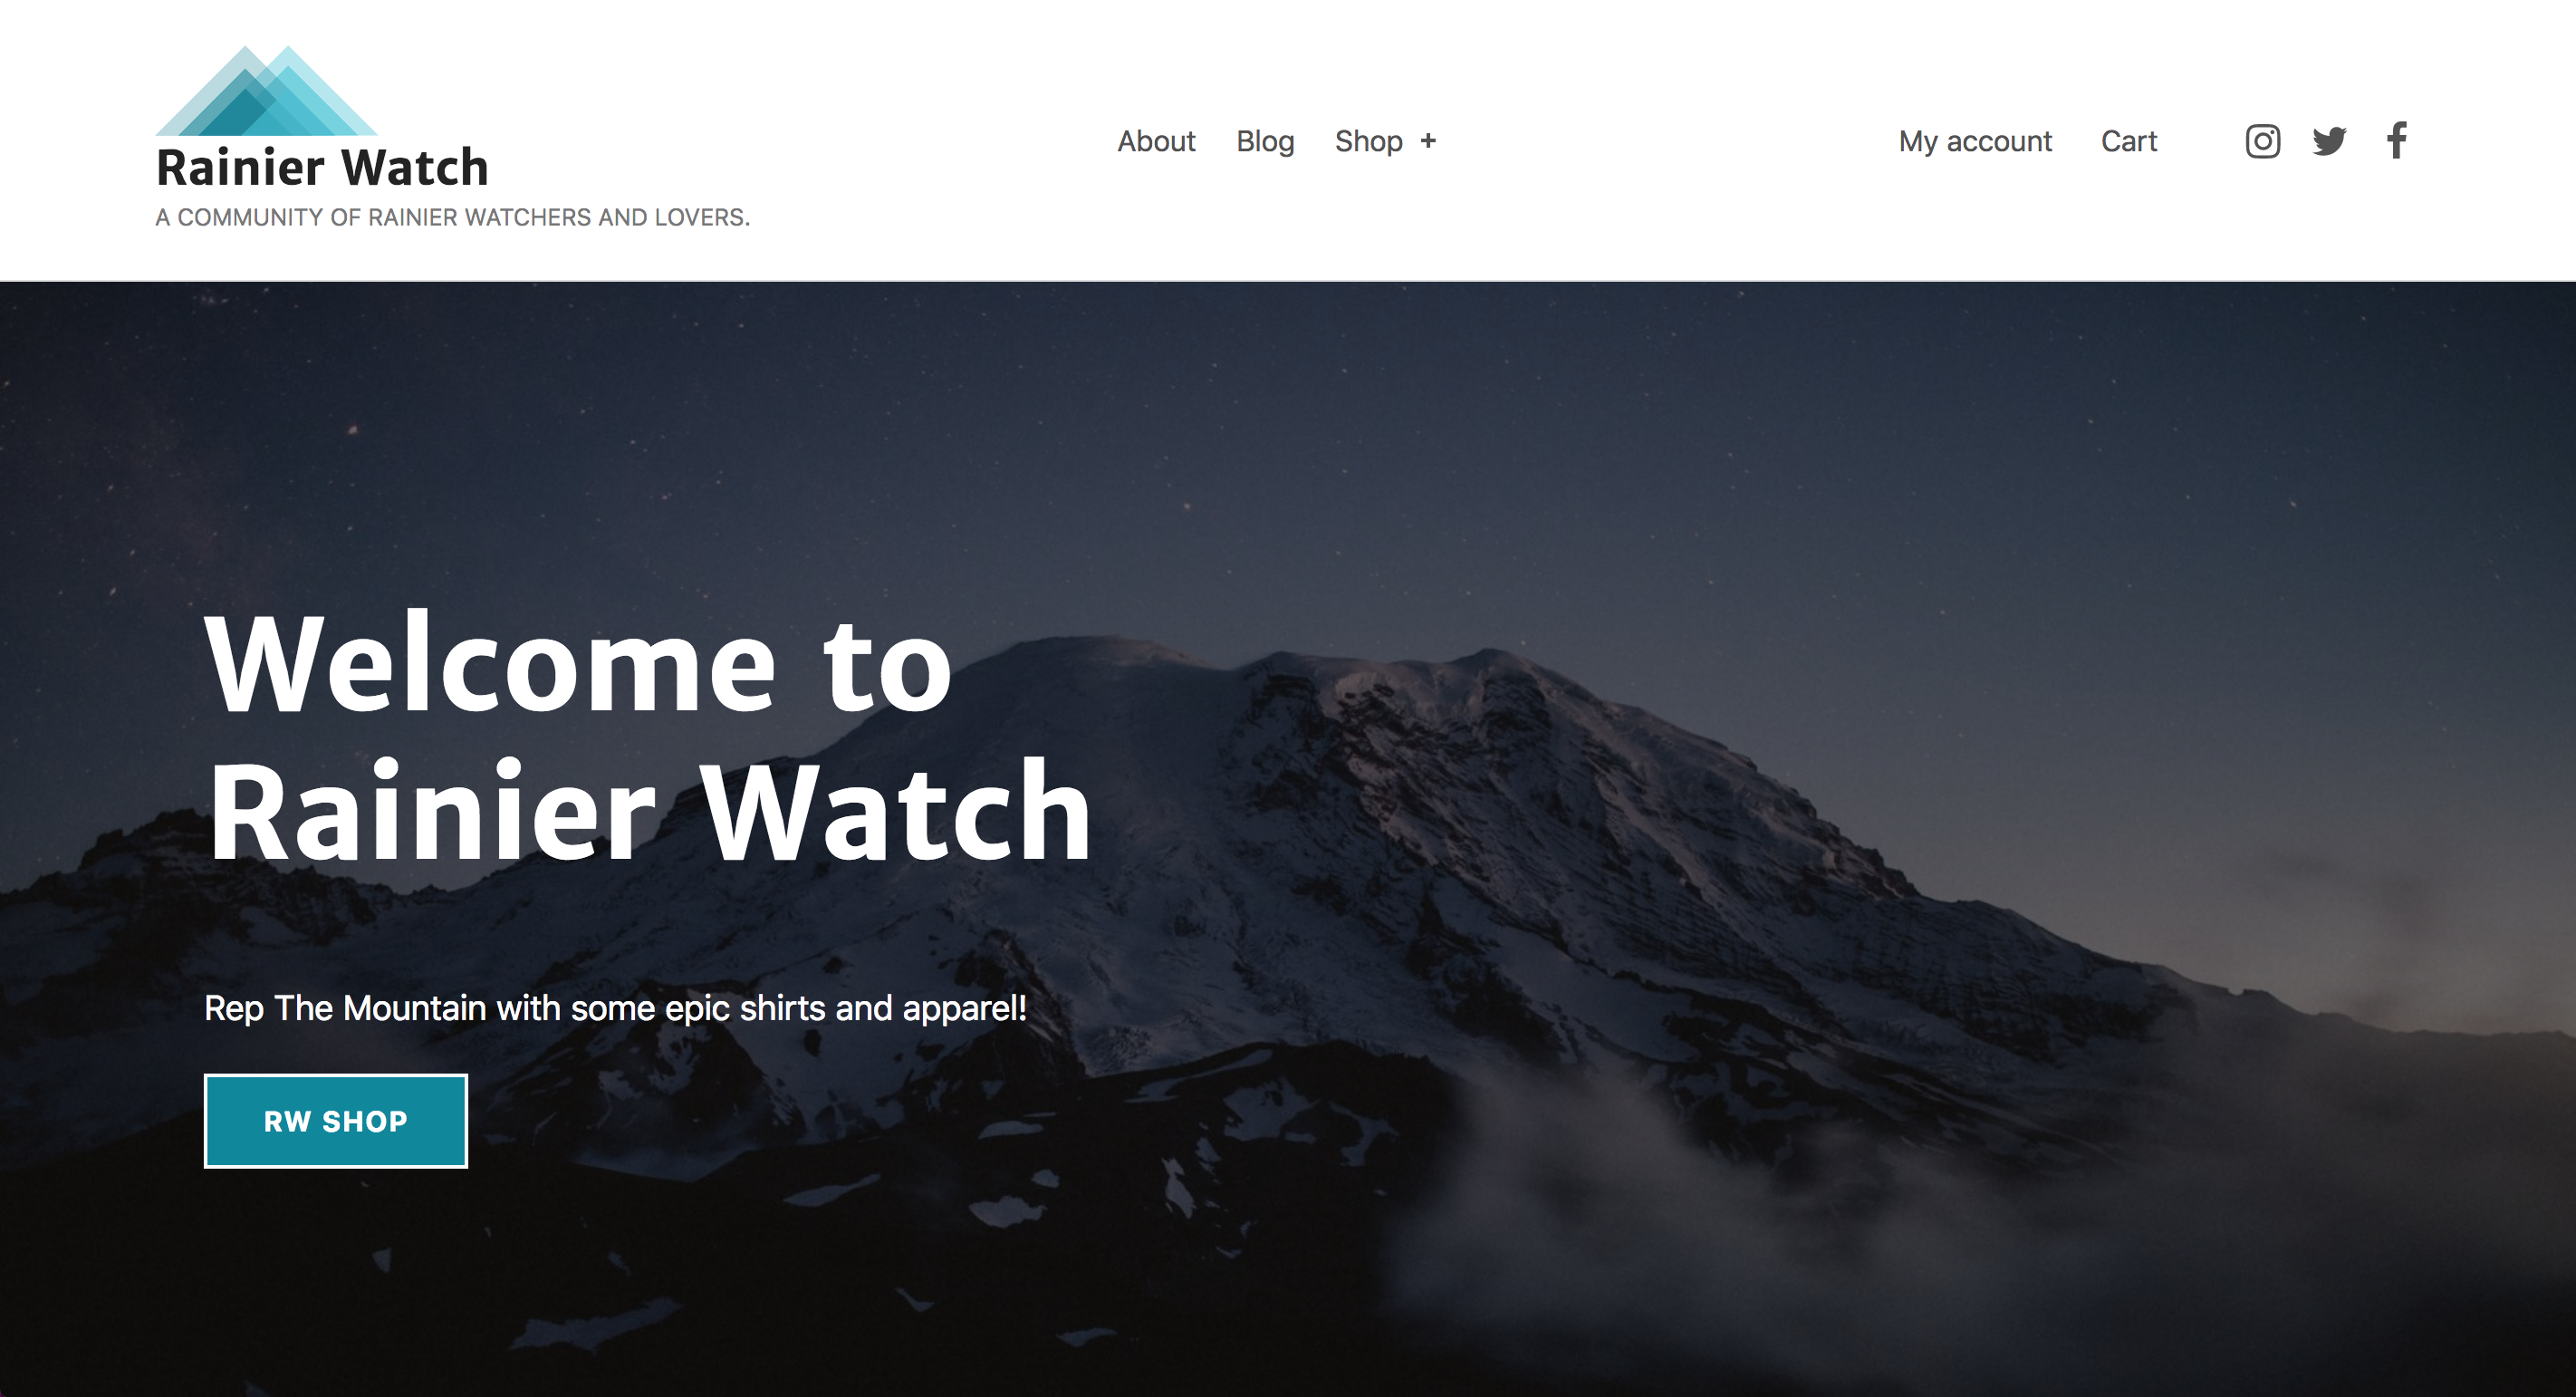 Rainier Watch
A COMMUNITY OF RAINIER WATCHERS AND LOVERS.
About Blog Shop +
My account Cart
Welcome to
Rainier Watch
Rep The Mountain with some epic shirts and apparel!
RW SHOP